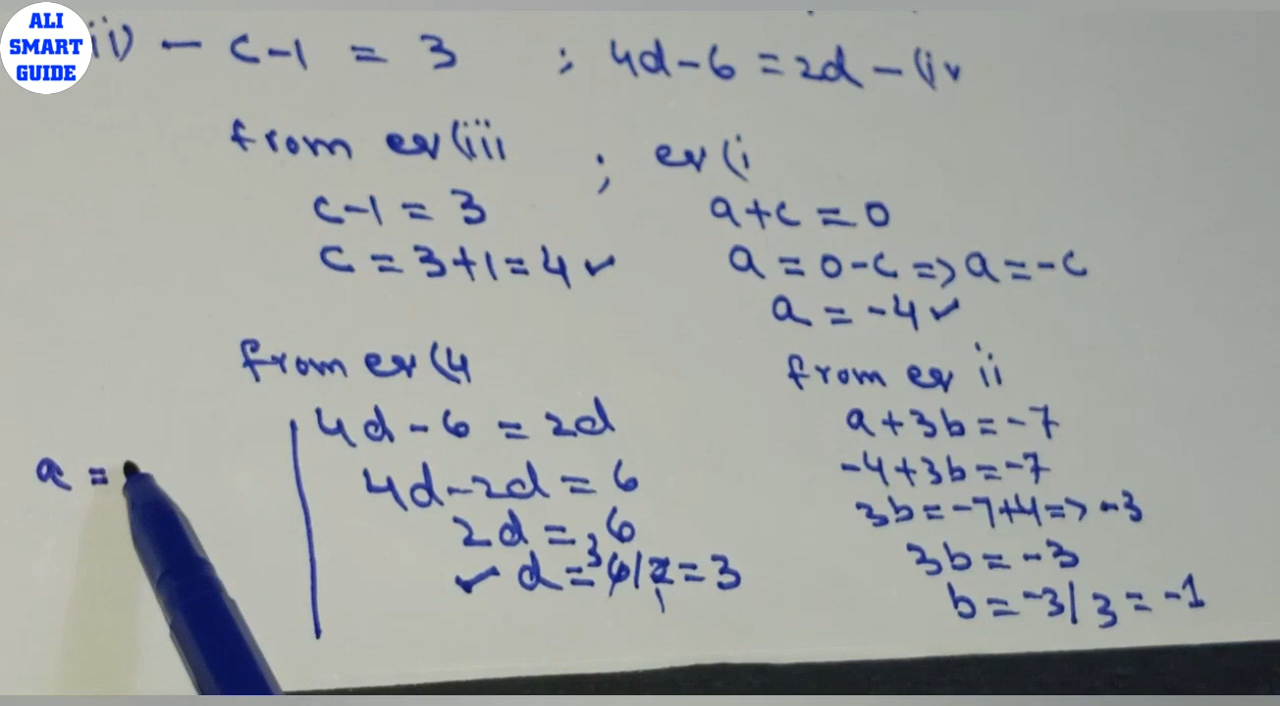 ALI
SMART
GUIDE
ii) - c-1 = 3 ; 4d-6 = 2d - (iv
from eq (iii ; eq (i
c-1 = 3
c = 3+1 = 4 ✓
a+c = 0
a = 0-c => a = -c
a = -4 ✓
from eq (4
4d-6 = 2d
4d-2d = 6
2d = 6
✓ d = 3 6/2 = 3
1
from eq ii
a+3b = -7
-4+3b = -7
3b = -7+4 => -3
3b = -3
b = -3/3 = -1
a =